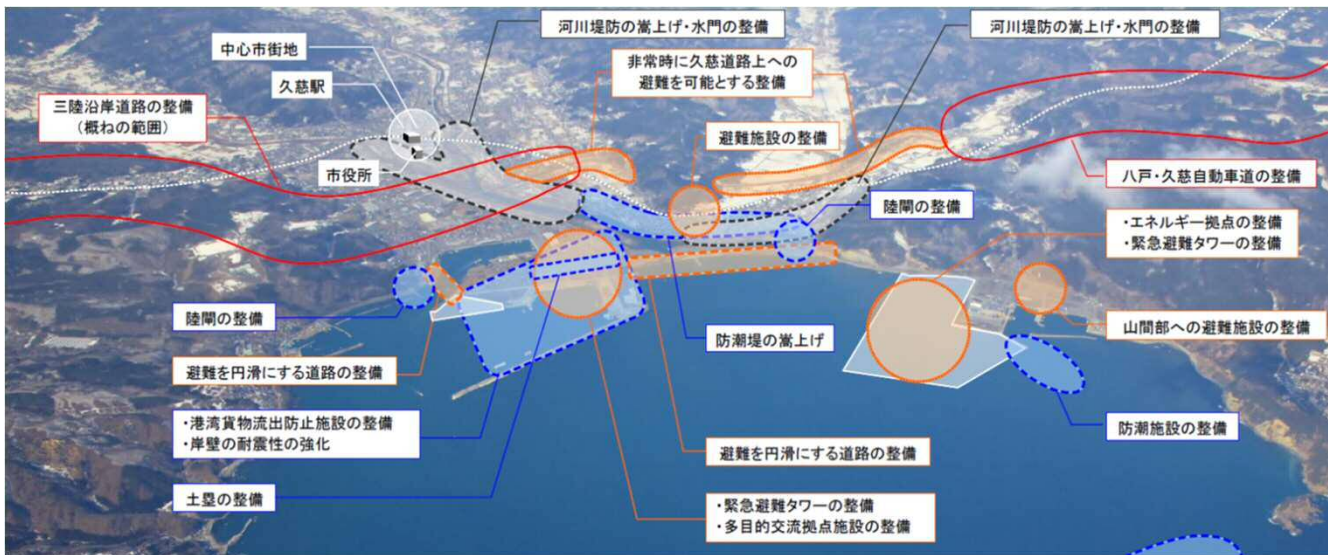 河川堤防の嵩上げ・水門の整備
河川堤防の嵩上げ・水門の整備
中心市街地
非常時に久慈道路上への
避難を可能とする整備
久慈駅
三陸沿岸道路の整備
（概ねの範囲）
避難施設の整備
市役所
八戸・久慈自動車道の整備
陸閘の整備
・エネルギー拠点の整備
・緊急避難タワーの整備
陸閘の整備
防潮堤の嵩上げ
山間部への避難施設の整備
避難を円滑にする道路の整備
・港湾貨物流出防止施設の整備
・岸壁の耐震性の強化
防潮施設の整備
避難を円滑にする道路の整備
土塁の整備
・緊急避難タワーの整備
・多目的交流拠点施設の整備